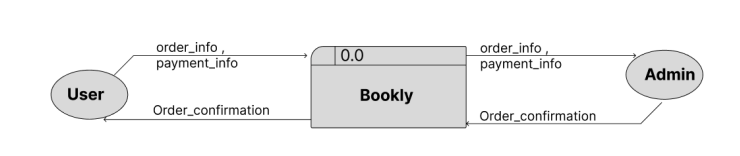 order_info ,
payment_info
0.0
order_info ,
payment_info
User
Bookly
Admin
Order_confirmation
Order_confirmation